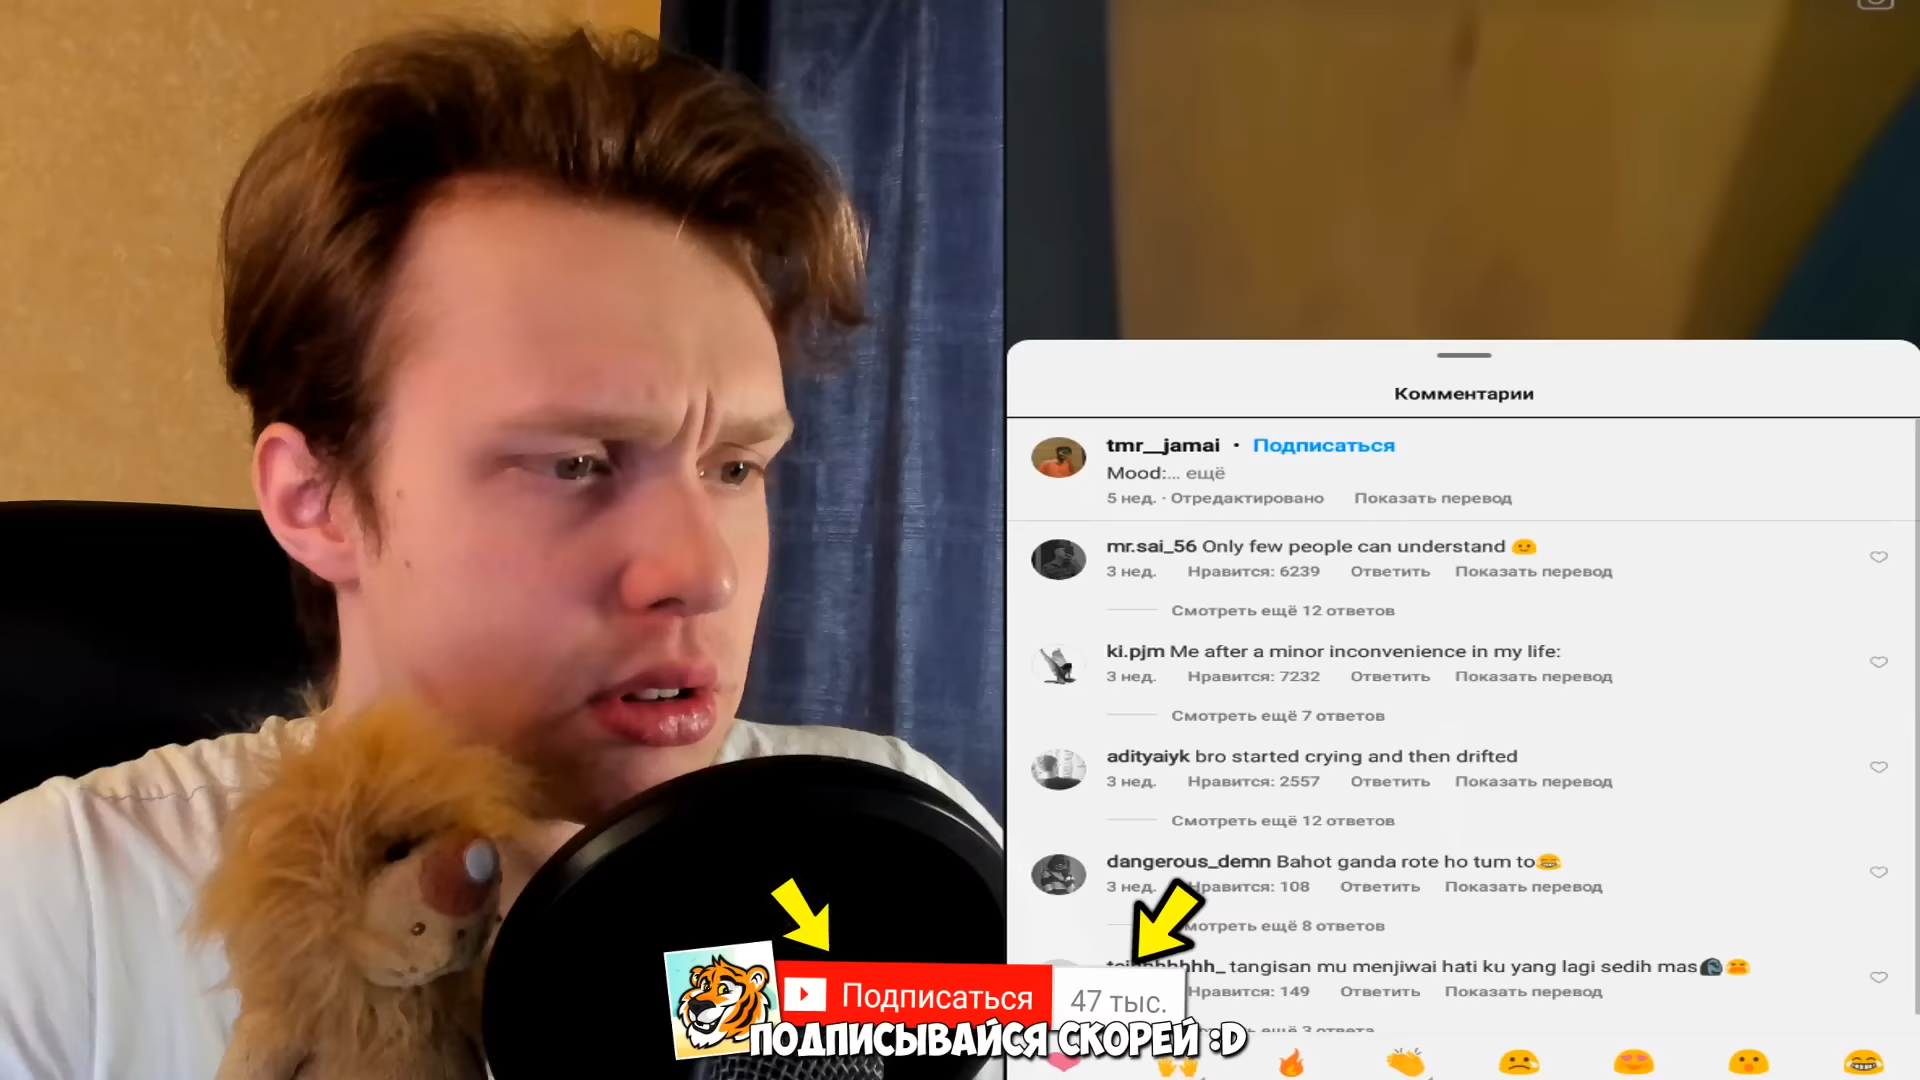 Комментарии
tmr__jamai • Подписаться
Mood:... ещё
5 нед. · Отредактировано Показать перевод
mr.sai_56 Only few people can understand 🙂
3 нед. Нравится: 6239 Ответить Показать перевод
Смотреть ещё 12 ответов
ki.pjm Me after a minor inconvenience in my life:
3 нед. Нравится: 7232 Ответить Показать перевод
Смотреть ещё 7 ответов
adityaiyk bro started crying and then drifted
3 нед. Нравится: 2557 Ответить Показать перевод
Смотреть ещё 12 ответов
dangerous_demn Bahot ganda rote ho tum to😂
3 нед. Нравится: 108 Ответить Показать перевод
ещё 8 ответов
tangisan mu menjiwai hati ku yang lagi sedih mas
Нравится: 149 Ответить Показать перевод
ещё 3 ответа
Подписаться 47 тыс.
ПОДПИСЫВАЙСЯ СКОРЕЙ :D